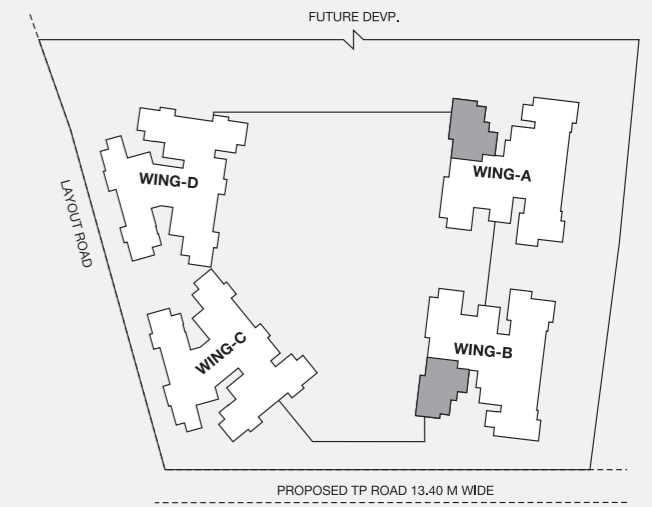 FUTURE DEVP.
WING-D
WING-A
LAYOUT ROAD
WING-C
WING-B
PROPOSED TP ROAD 13.40 M WIDE